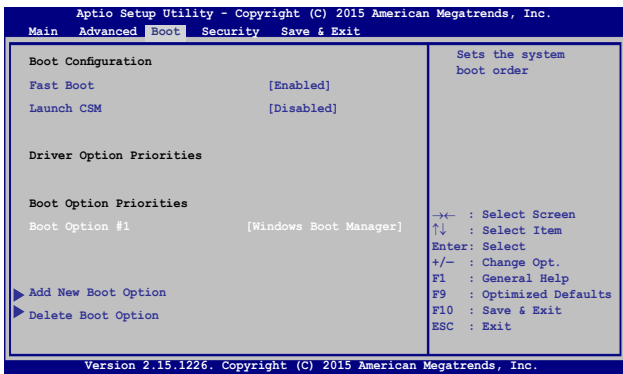 Aptio Setup Utility - Copyright (C) 2015 American Megatrends, Inc.
Main Advanced Boot Security Save & Exit
Boot Configuration
Fast Boot [Enabled]
Launch CSM [Disabled]
Driver Option Priorities
Boot Option Priorities
Boot Option #1 [Windows Boot Manager]
Add New Boot Option
Delete Boot Option
Sets the system
boot order
→← : Select Screen
↑↓ : Select Item
Enter: Select
+/— : Change Opt.
F1 : General Help
F9 : Optimized Defaults
F10 : Save & Exit
ESC : Exit
Version 2.15.1226. Copyright (C) 2015 American Megatrends, Inc.